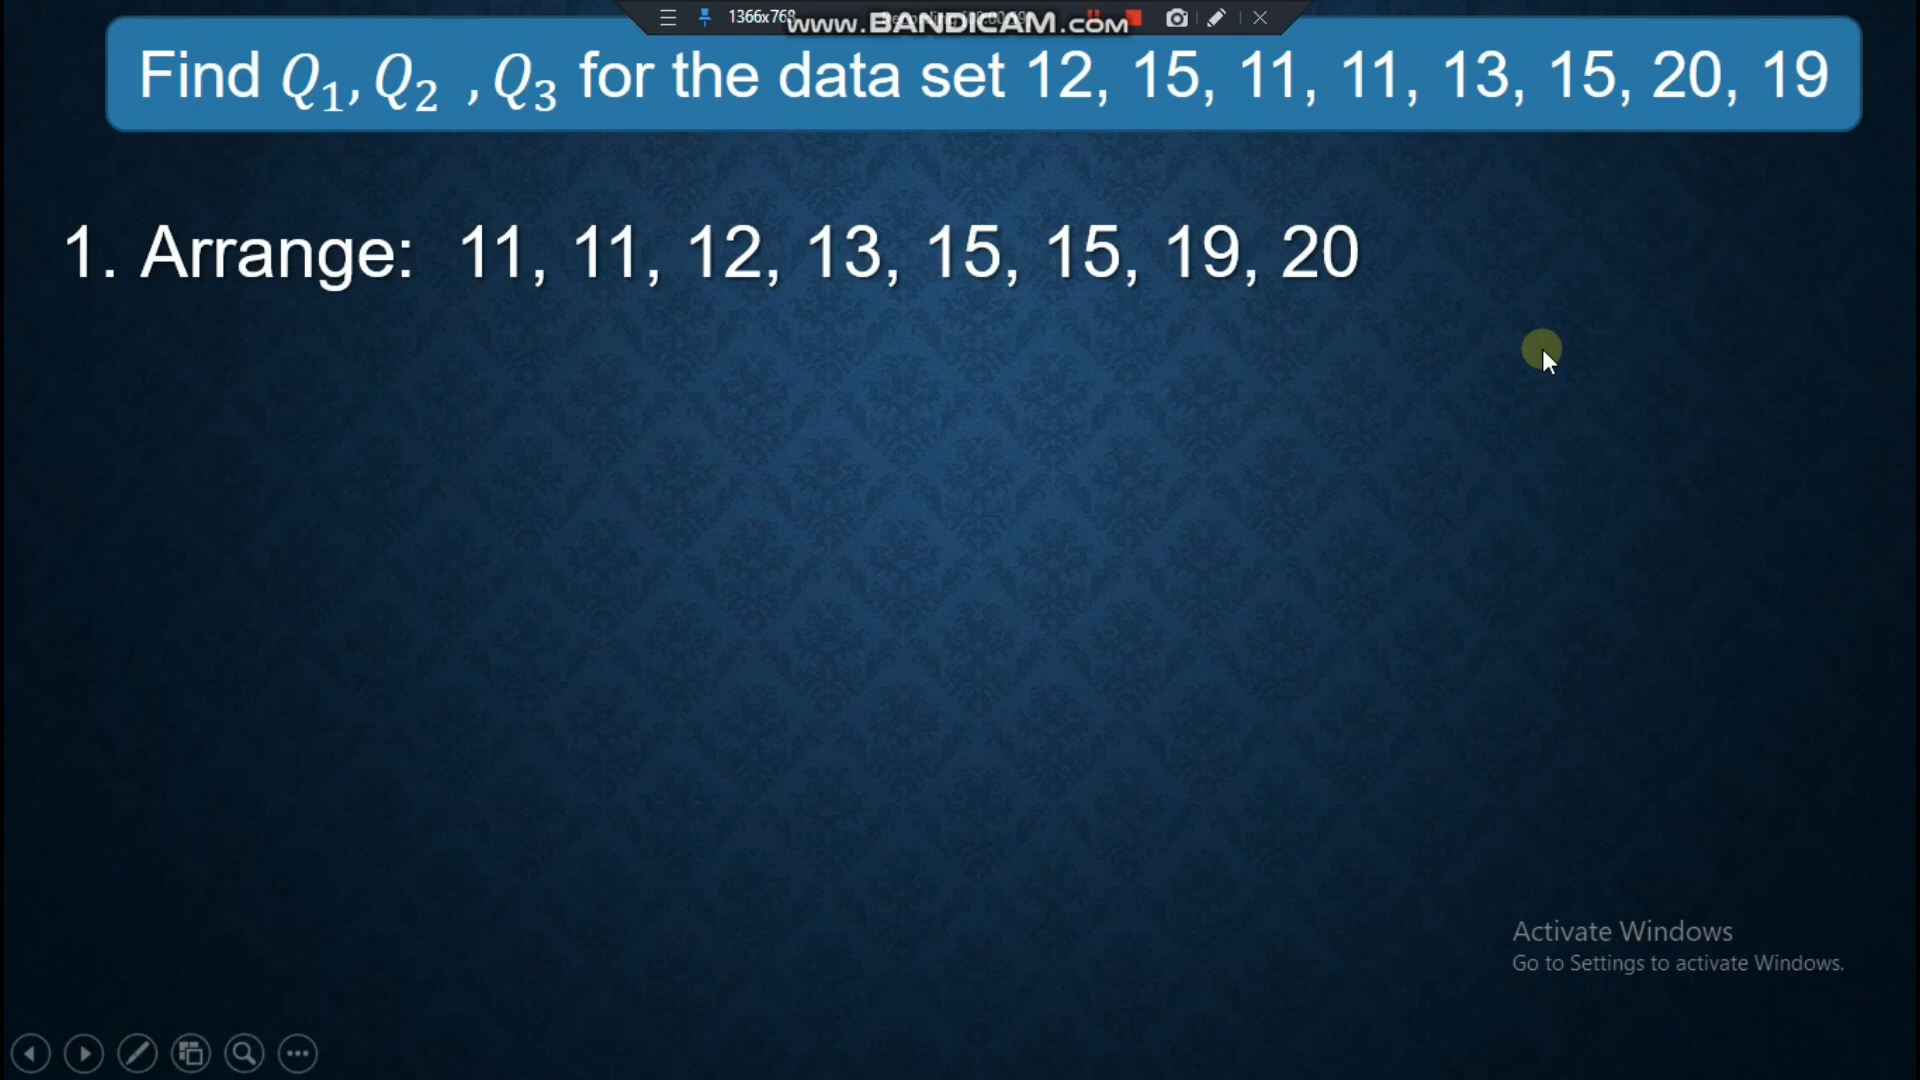 1366x768
www.BANDICAM.com
Find Q₁, Q₂ , Q₃ for the data set 12, 15, 11, 11, 13, 15, 20, 19
1. Arrange: 11, 11, 12, 13, 15, 15, 19, 20
Activate Windows
Go to Settings to activate Windows.